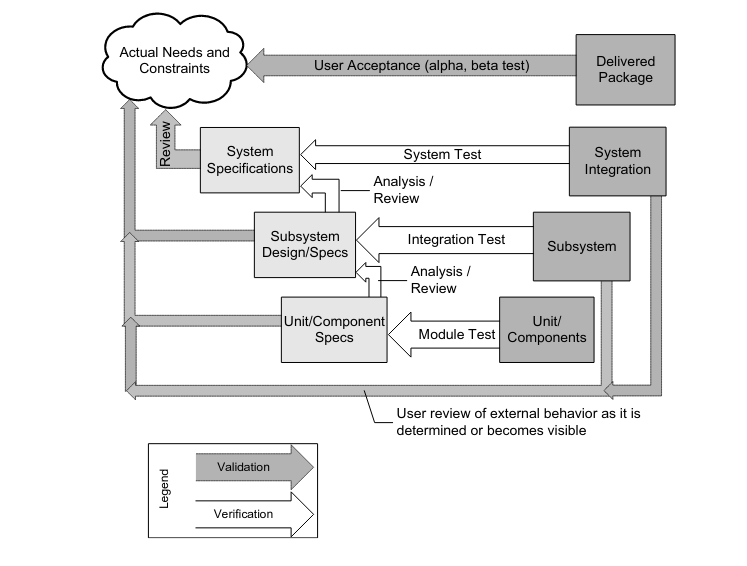 Actual Needs and
Constraints
User Acceptance (alpha, beta test)
Delivered
Package
Review
System
Specifications
System Test
System
Integration
Analysis /
Review
Subsystem
Design/Specs
Integration Test
Subsystem
Analysis /
Review
Unit/Component
Specs
Module Test
Unit/
Components
User review of external behavior as it is
determined or becomes visible
Legend
Validation
Verification